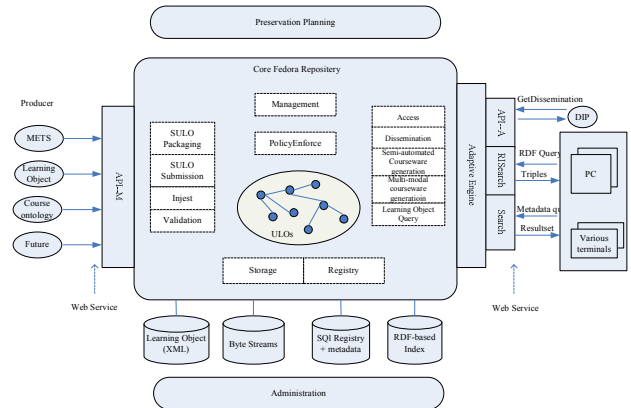 Preservation Planning
Core Fedora Repository
Producer
METS
Learning
Object
Course
ontology
Future
Web Service
API-M
SULO
Packaging
SULO
Submission
Injest
Validation
Management
PolicyEnforce
ULOs
Storage
Registry
Access
Dissemination
Semi-automated
Courseware
generation
Multi-modal
courseware
generatioin
Learning Object
Query
Adaptive Engine
API--A
RISearch
Search
GetDissemination
DIP
RDF Query
Triples
Metadata qu
Resultset
PC
Various
terminals
Web Service
Learning Object
(XML)
Byte Streams
SQl Registry
+ metadata
RDF-based
Index
Administration